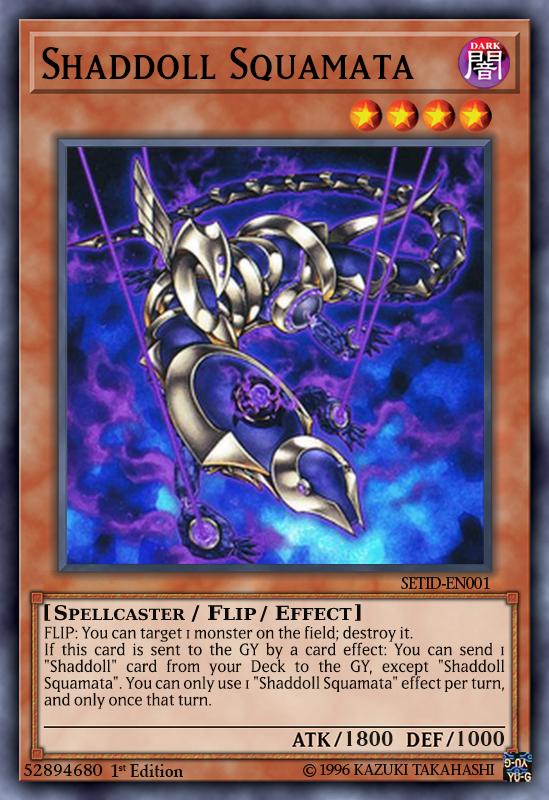 SHADDOLL SQUAMATA
DARK
闇
SETID-EN001
[SPELLCASTER / FLIP / EFFECT]
FLIP: You can target 1 monster on the field; destroy it.
If this card is sent to the GY by a card effect: You can send 1
"Shaddoll" card from your Deck to the GY, except "Shaddoll
Squamata". You can only use 1 "Shaddoll Squamata" effect per turn,
and only once that turn.
ATK/1800 DEF/1000
52894680 1st Edition
© 1996 KAZUKI TAKAHASHI
YU-G
YU-G